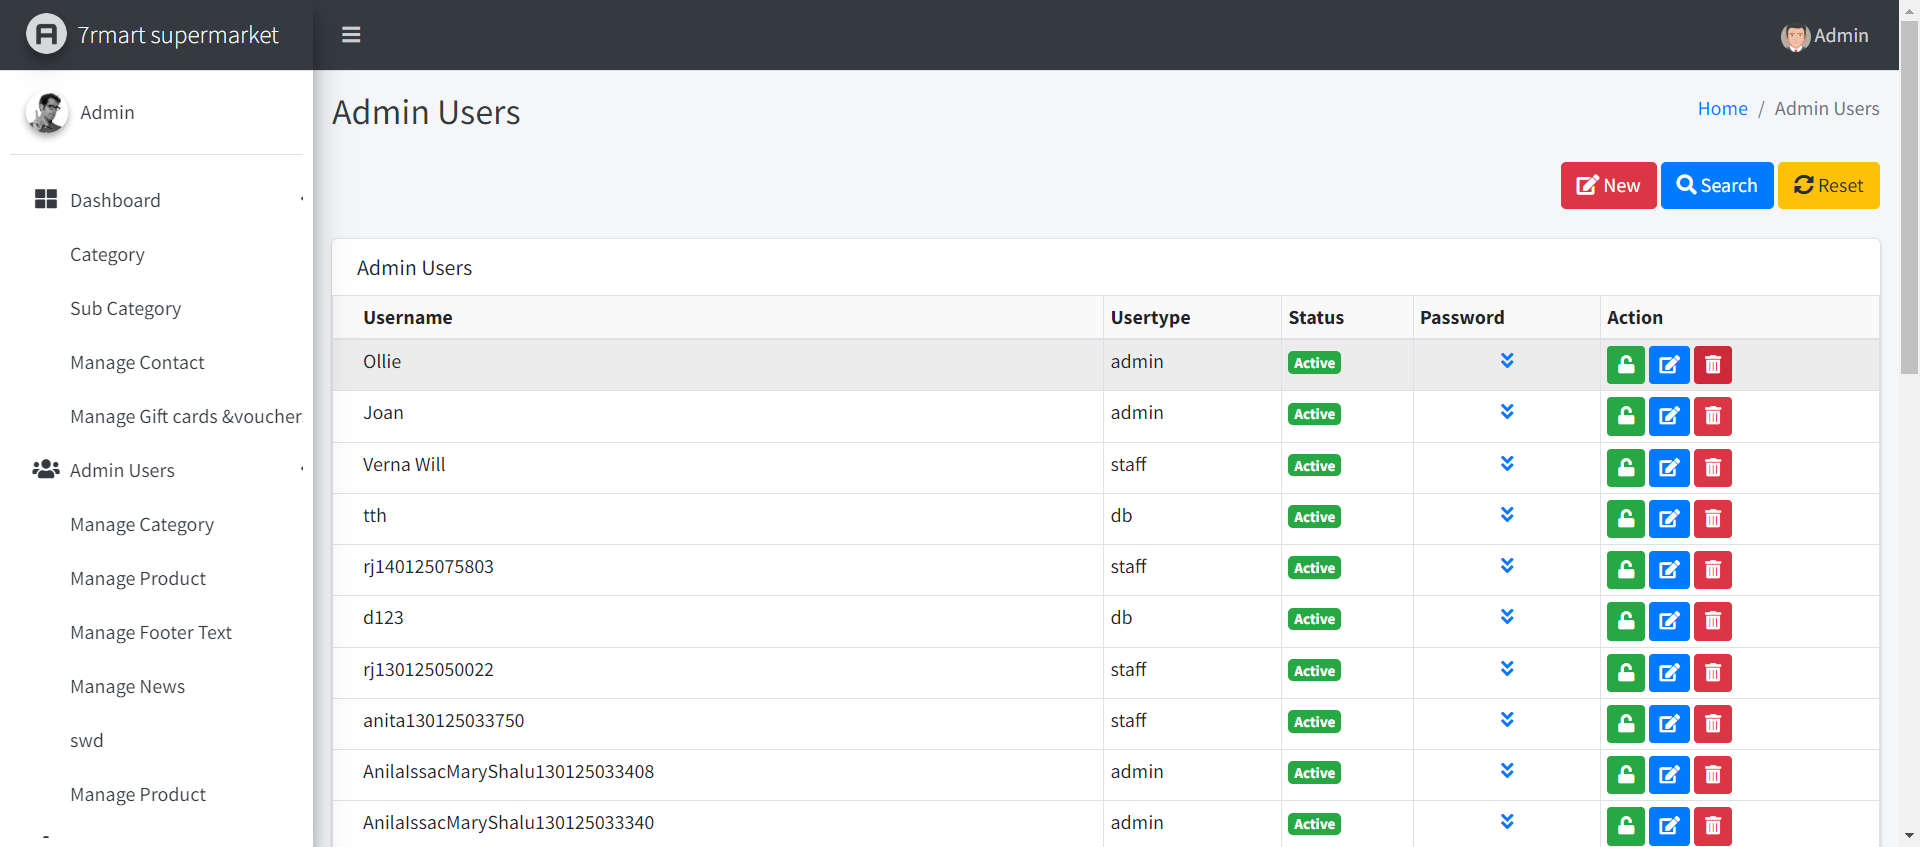 7rmart supermarket
Admin
Admin
Dashboard
Category
Sub Category
Manage Contact
Manage Gift cards &voucher
Admin Users
Manage Category
Manage Product
Manage Footer Text
Manage News
swd
Manage Product
Admin Users
Home / Admin Users
New Search Reset
Admin Users
Username Usertype Status Password Action
Ollie admin Active
Joan admin Active
Verna Will staff Active
tth db Active
rj140125075803 staff Active
d123 db Active
rj130125050022 staff Active
anita130125033750 staff Active
AnilaIssacMaryShalu130125033408 admin Active
AnilaIssacMaryShalu130125033340 admin Active